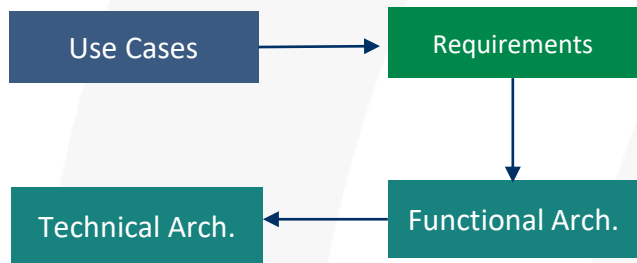 Use Cases
Requirements
Technical Arch.
Functional Arch.